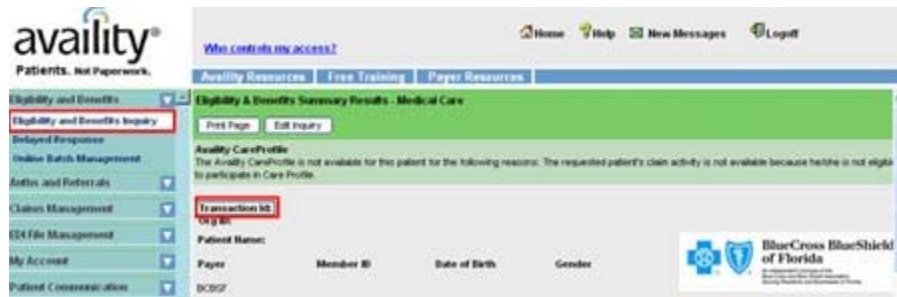 availity®
Patients. Not Paperwork.
Who controls my access?
Home Help New Messages Logoff
Availity Resources Free Training Payer Resources
Eligibility and Benefits
Eligibility and Benefits Inquiry
Delayed Response
Online Batch Management
Auths and Referrals
Claims Management
EDI File Management
My Account
Patient Communication
Eligibility & Benefits Summary Results - Medical Care
Print Page Edit Inquiry
Availity CareProfile
The Availity CareProfile is not available for this patient for the following reasons: The requested patient's claim activity is not available because he/she is not eligible
to participate in Care Profile.
Transaction Id:
Org ID:
Patient Name:
Payer Member ID Date of Birth Gender
BCBSF
BlueCross BlueShield
of Florida